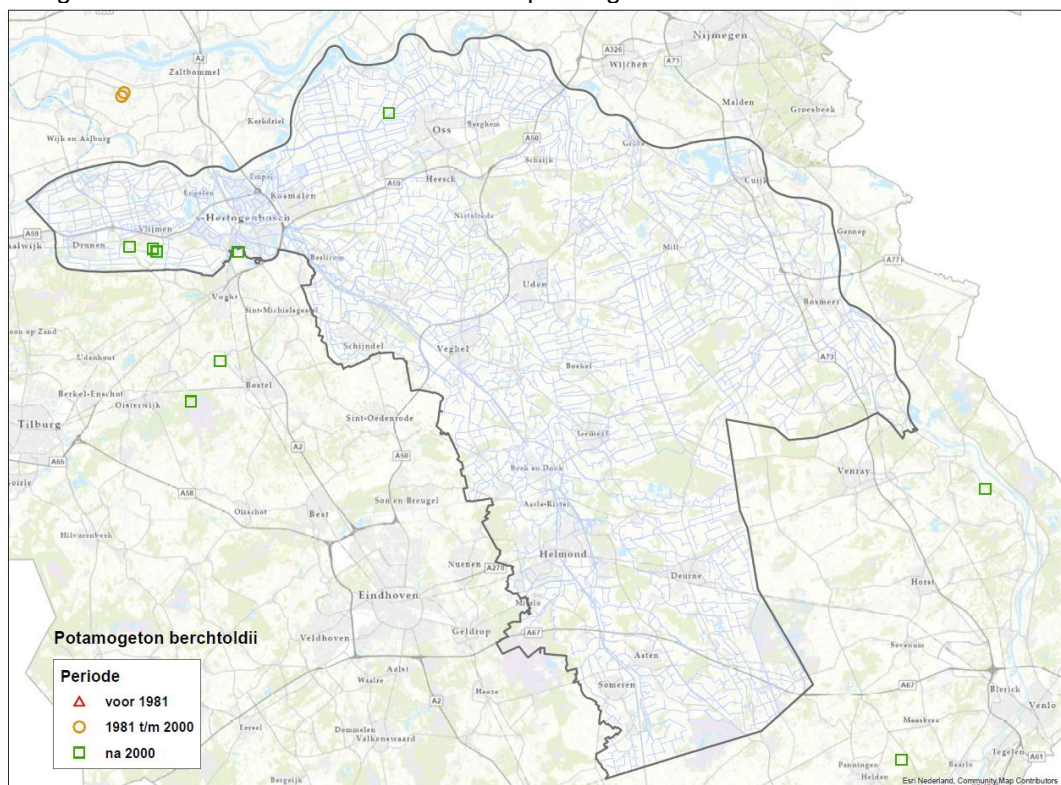 Nijmegen
A326
Wijchen
A73
A2
Zaltbommel
Malden
Groesbeek
Kerkdriel
Oss
Berghem
A50
Wijk en Aalburg
Schaijk
Grave
Empel
Engelen
A59
Heesch
Cuijk
Rosmalen
's-Hertogenbosch
Nistelrode
A59
Vlijmen
Gennep
Drunen
Mill
Berlicum
A77
Uden
Vught
Sint-Michielsgestel
Boxmeer
Schijndel
Veghel
A73
Udenhout
Boekel
Berkel-Enschot
Boxtel
Oisterwijk
Sint-Oedenrode
Tilburg
Gemert
A2
A50
A65
Beek en Donk
Venray
A58
Son en Breugel
Oirschot
Best
Aarle-Rixtel
Hilvarenbeek
Helmond
Nuenen
A270
Deurne
Horst
Eindhoven
Mierlo
Veldhoven
Geldrop
A67
Potamogeton berchtoldii
Sevenum
Asten
Aalst
Waalre
Periode
A67
Someren
Heeze
Blerick
voor 1981
A2
Venlo
1981 t/m 2000
Eersel
Dommelen
Valkenswaard
na 2000
Panningen
Helden
Baarlo
Tegelen
A61
Bergeijk
Esri Nederland, Community Map Contributors